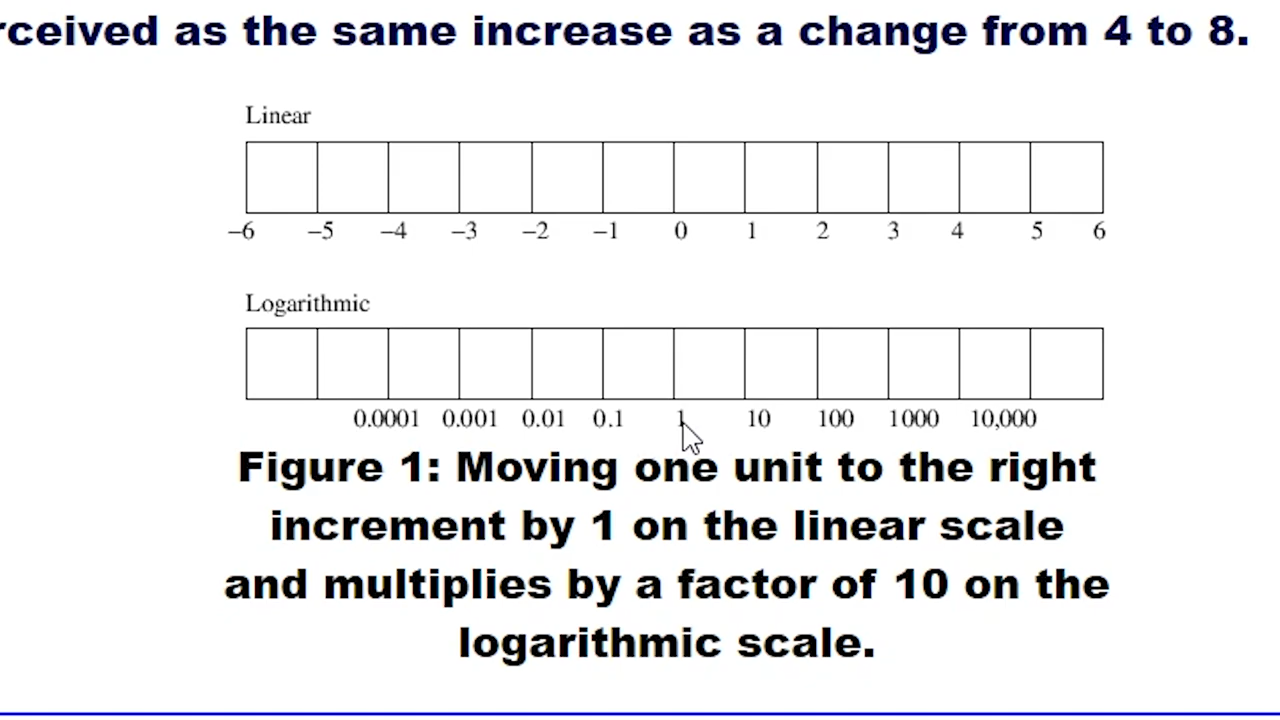 rceived as the same increase as a change from 4 to 8.
Linear
–6 –5 –4 –3 –2 –1 0 1 2 3 4 5 6
Logarithmic
0.0001 0.001 0.01 0.1 1 10 100 1000 10,000
Figure 1: Moving one unit to the right
increment by 1 on the linear scale
and multiplies by a factor of 10 on the
logarithmic scale.